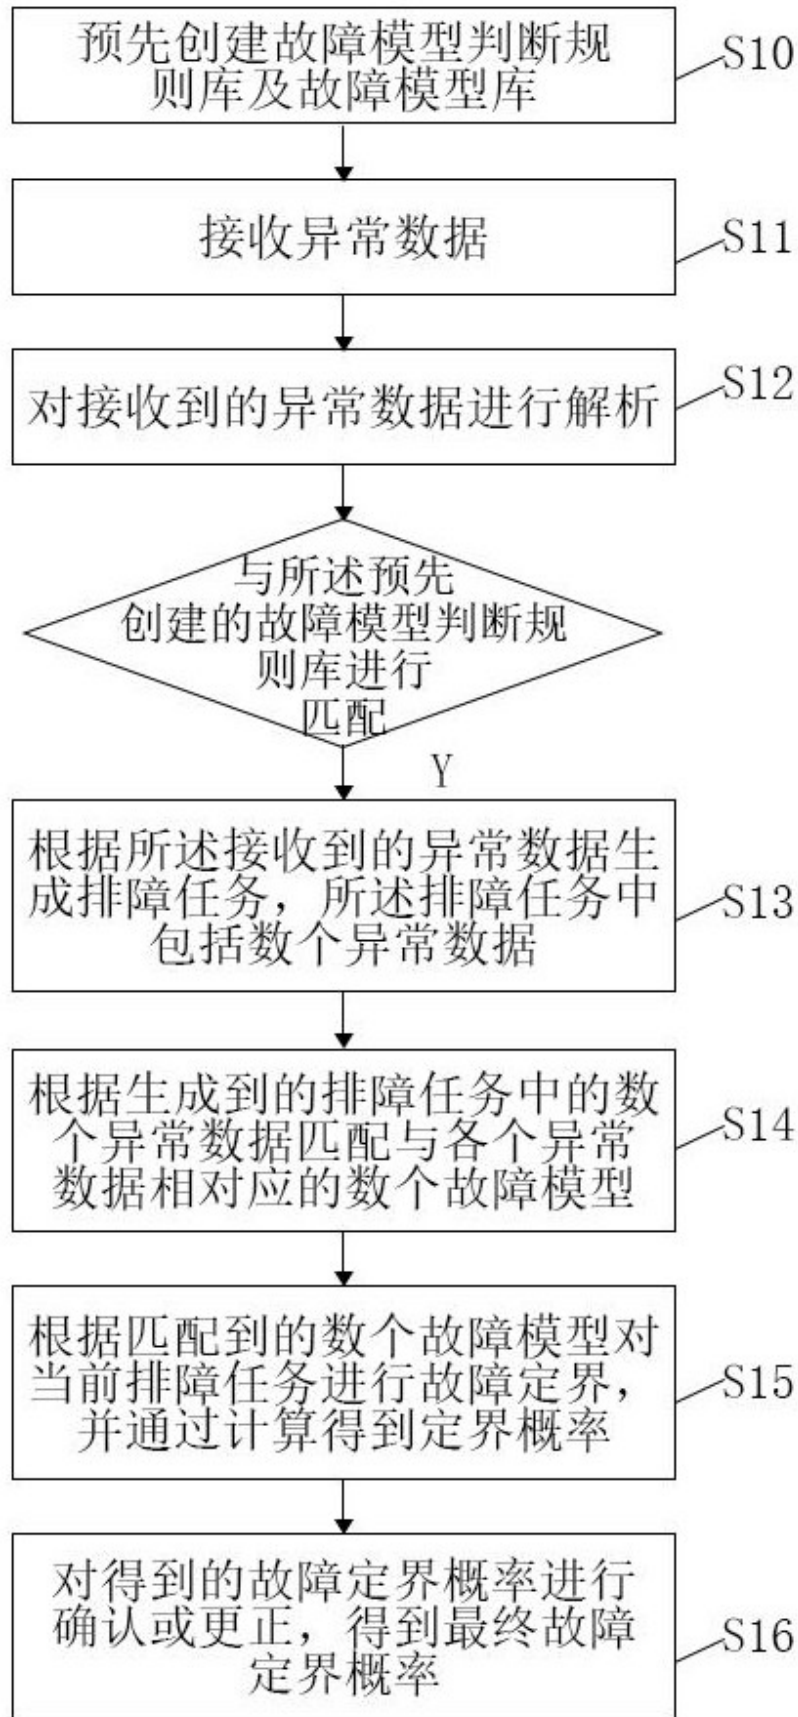 预先创建故障模型判断规
则库及故障模型库
S10
接收异常数据
S11
对接收到的异常数据进行解析
S12
与所述预先
创建的故障模型判断规
则库进行
匹配
Y
根据所述接收到的异常数据生
成排障任务，所述排障任务中
包括数个异常数据
S13
根据生成到的排障任务中的数
个异常数据匹配与各个异常
数据相对应的数个故障模型
S14
根据匹配到的数个故障模型对
当前排障任务进行故障定界，
并通过计算得到定界概率
S15
对得到的故障定界概率进行
确认或更正，得到最终故障
定界概率
S16